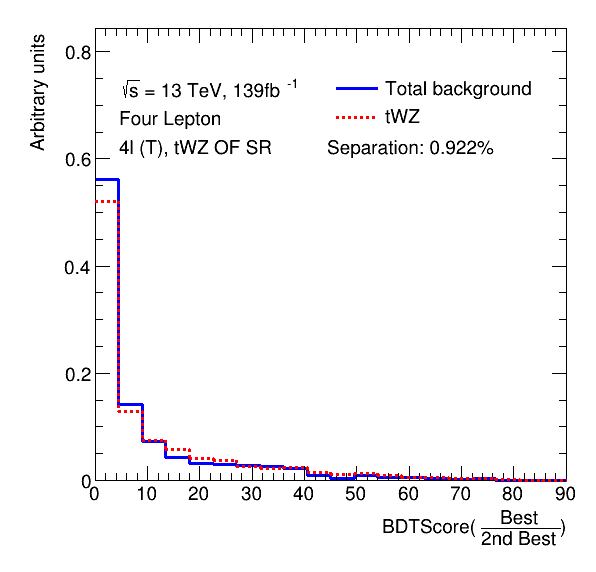 Arbitrary units
0.8
0.6
0.4
0.2
0
√s = 13 TeV, 139fb -1
Four Lepton
4l (T), tWZ OF SR
Total background
tWZ
Separation: 0.922%
0 10 20 30 40 50 60 70 80 90
BDTScore(Best/2nd Best)